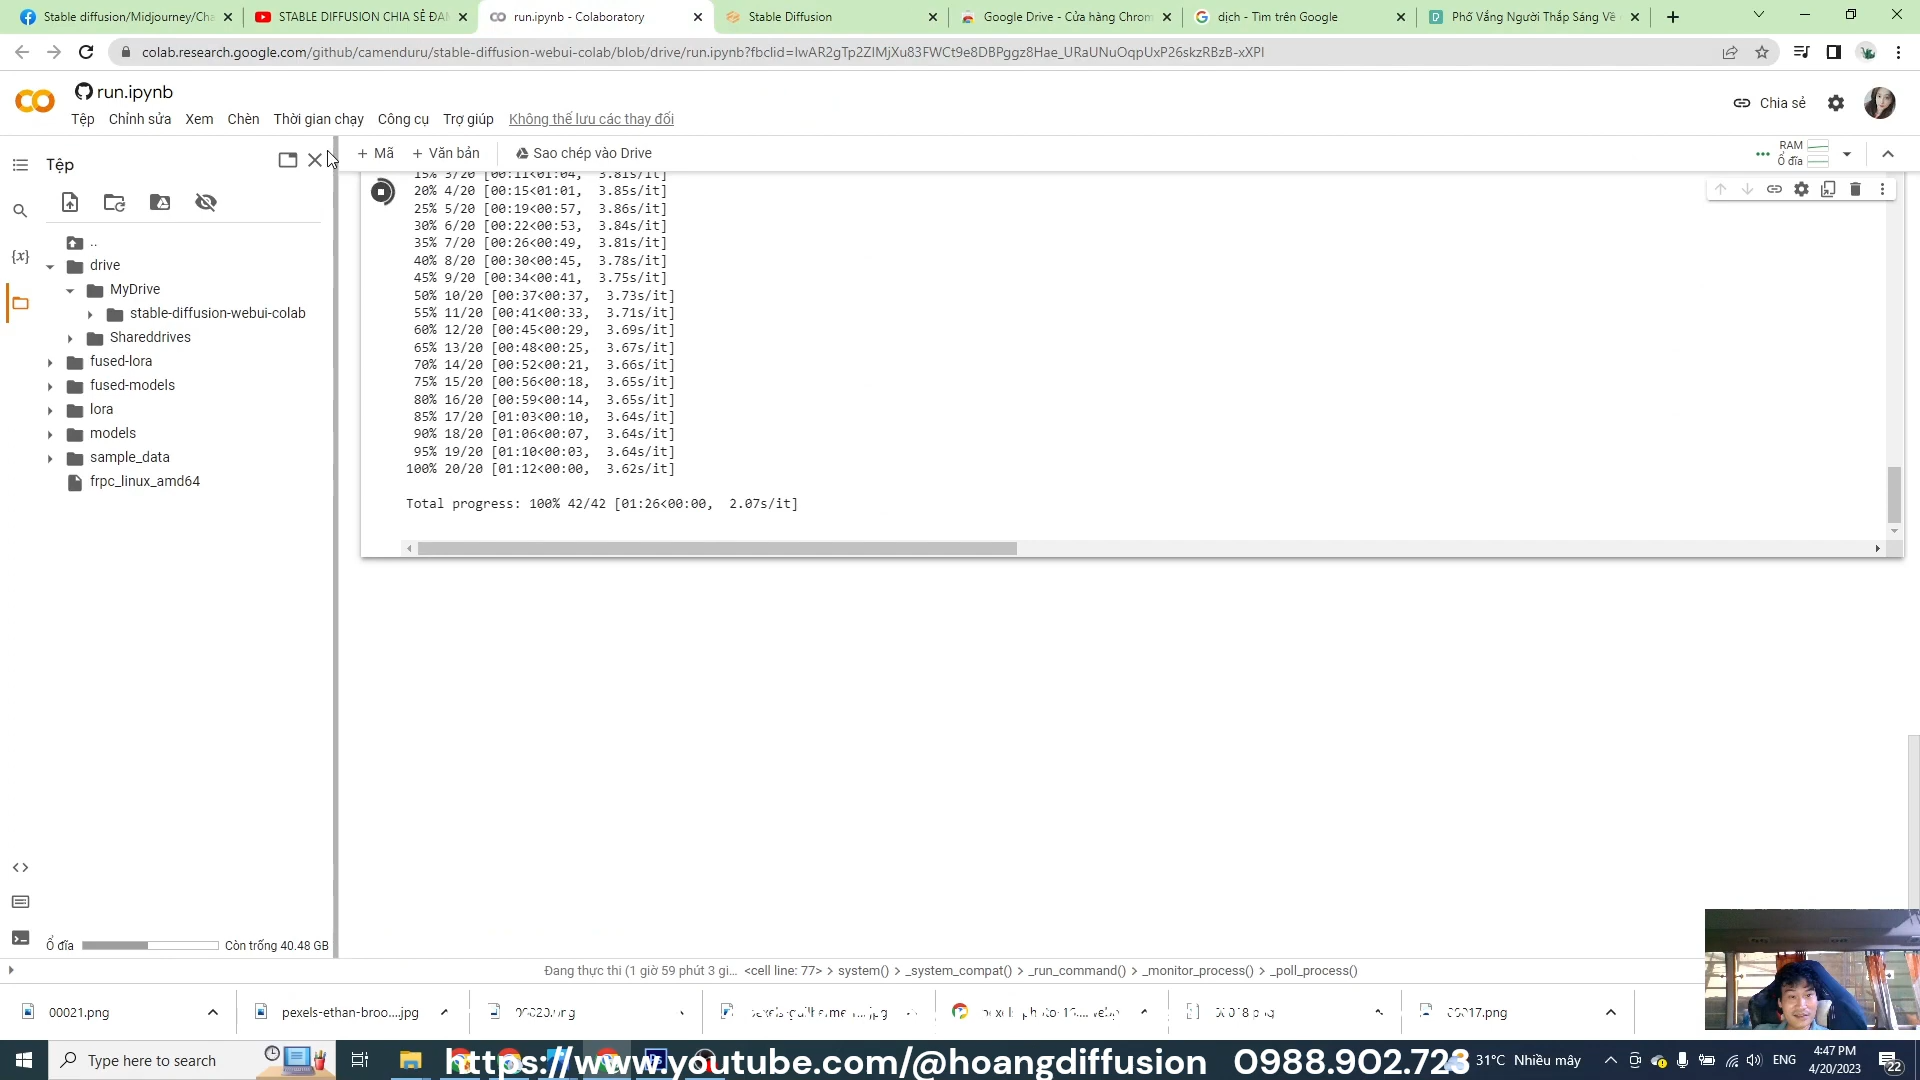 Stable diffusion/Midjourney/Cha
STABLE DIFFUSION CHIA SẺ ĐAM
run.ipynb - Colaboratory
Stable Diffusion
Google Drive - Cửa hàng Chrom
dịch - Tìm trên Google
Phố Vắng Người Thắp Sáng Về
colab.research.google.com/github/camenduru/stable-diffusion-webui-colab/blob/drive/run.ipynb?fbclid=IwAR2gTp2ZIMjXu83FWCt9e8DBPggz8Hae_URaUNuOqpUxP26skzRBzB-xXPI
run.ipynb
Tệp Chỉnh sửa Xem Chèn Thời gian chạy Công cụ Trợ giúp Không thể lưu các thay đổi
Chia sẻ
Tệp
+ Mã + Văn bản Sao chép vào Drive
RAM
Ổ đĩa
..
drive
MyDrive
stable-diffusion-webui-colab
Shareddrives
fused-lora
fused-models
lora
models
sample_data
frpc_linux_amd64
15% 3/20 [00:11<01:04, 3.81s/it]
20% 4/20 [00:15<01:01, 3.85s/it]
25% 5/20 [00:19<00:57, 3.86s/it]
30% 6/20 [00:22<00:53, 3.84s/it]
35% 7/20 [00:26<00:49, 3.81s/it]
40% 8/20 [00:30<00:45, 3.78s/it]
45% 9/20 [00:34<00:41, 3.75s/it]
50% 10/20 [00:37<00:37, 3.73s/it]
55% 11/20 [00:41<00:33, 3.71s/it]
60% 12/20 [00:45<00:29, 3.69s/it]
65% 13/20 [00:48<00:25, 3.67s/it]
70% 14/20 [00:52<00:21, 3.66s/it]
75% 15/20 [00:56<00:18, 3.65s/it]
80% 16/20 [00:59<00:14, 3.65s/it]
85% 17/20 [01:03<00:10, 3.64s/it]
90% 18/20 [01:06<00:07, 3.64s/it]
95% 19/20 [01:10<00:03, 3.64s/it]
100% 20/20 [01:12<00:00, 3.62s/it]
Total progress: 100% 42/42 [01:26<00:00, 2.07s/it]
Ổ đĩa Còn trống 40.48 GB
Đang thực thi (1 giờ 59 phút 3 gi... <cell line: 77> > system() > _system_compat() > _run_command() > _monitor_process() > _poll_process()
00021.png
pexels-ethan-broo....jpg
00017.png
Type here to search
https://www.youtube.com/@hoangdiffusion 0988.902.723
31°C Nhiều mây
ENG
4:47 PM
4/20/2023
22